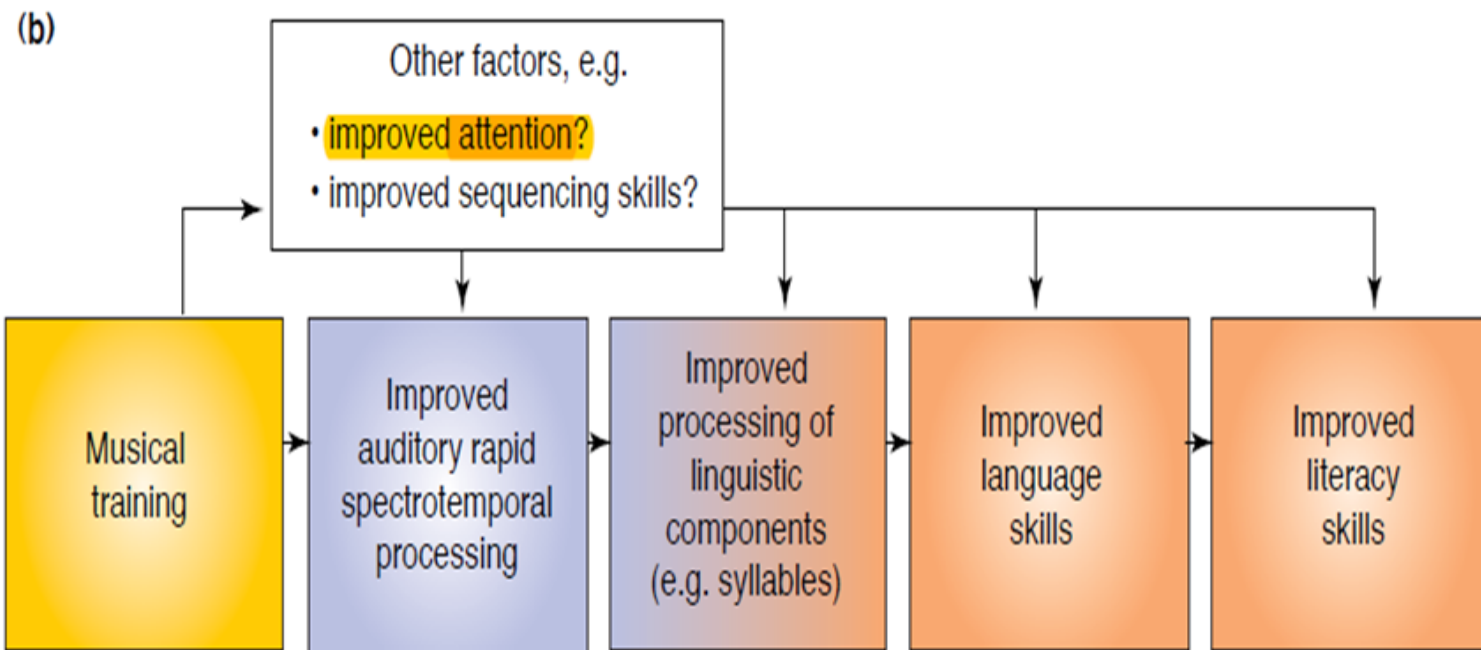 (b)
Other factors, e.g.
• improved attention?
• improved sequencing skills?
Musical
training
Improved
auditory rapid
spectrotemporal
processing
Improved
processing of
linguistic
components
(e.g. syllables)
Improved
language
skills
Improved
literacy
skills